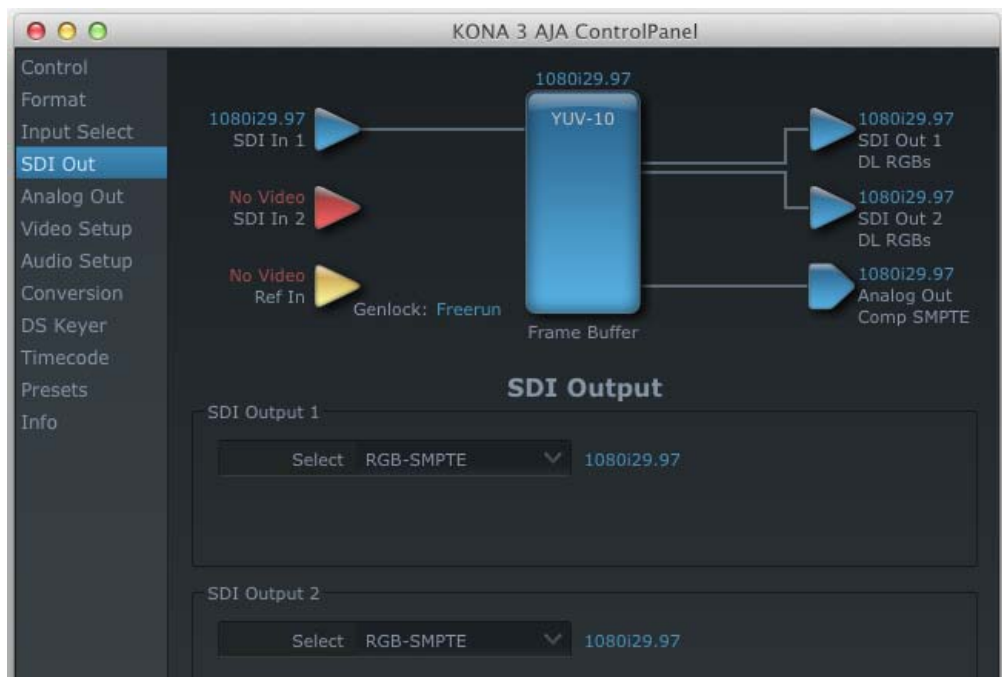 KONA 3 AJA ControlPanel
Control
Format
Input Select
SDI Out
Analog Out
Video Setup
Audio Setup
Conversion
DS Keyer
Timecode
Presets
Info
1080i29.97
YUV-10
Frame Buffer
1080i29.97
SDI In 1
No Video
SDI In 2
No Video
Ref In
Genlock: Freerun
1080i29.97
SDI Out 1
DL RGBs
1080i29.97
SDI Out 2
DL RGBs
1080i29.97
Analog Out
Comp SMPTE
SDI Output
SDI Output 1
Select RGB-SMPTE 1080i29.97
SDI Output 2
Select RGB-SMPTE 1080i29.97